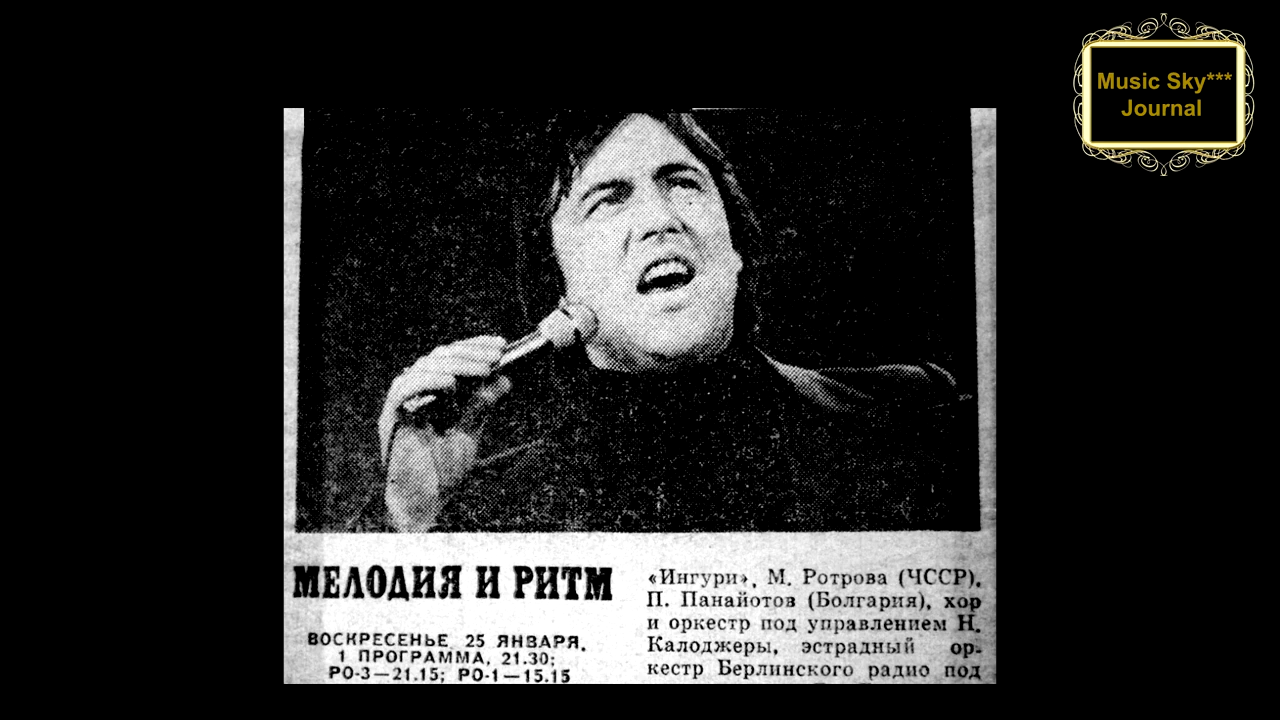 Music Sky***
Journal
МЕЛОДИЯ И РИТМ
ВОСКРЕСЕНЬЕ, 25 ЯНВАРЯ.
1 ПРОГРАММА, 21.30;
РО-3—21.15; РО-1—15.15
«Ингури», М. Ротрова (ЧССР),
П. Панайотов (Болгария), хор
и оркестр под управлением Н.
Калоджеры, эстрадный ор-
кестр Берлинского радио под